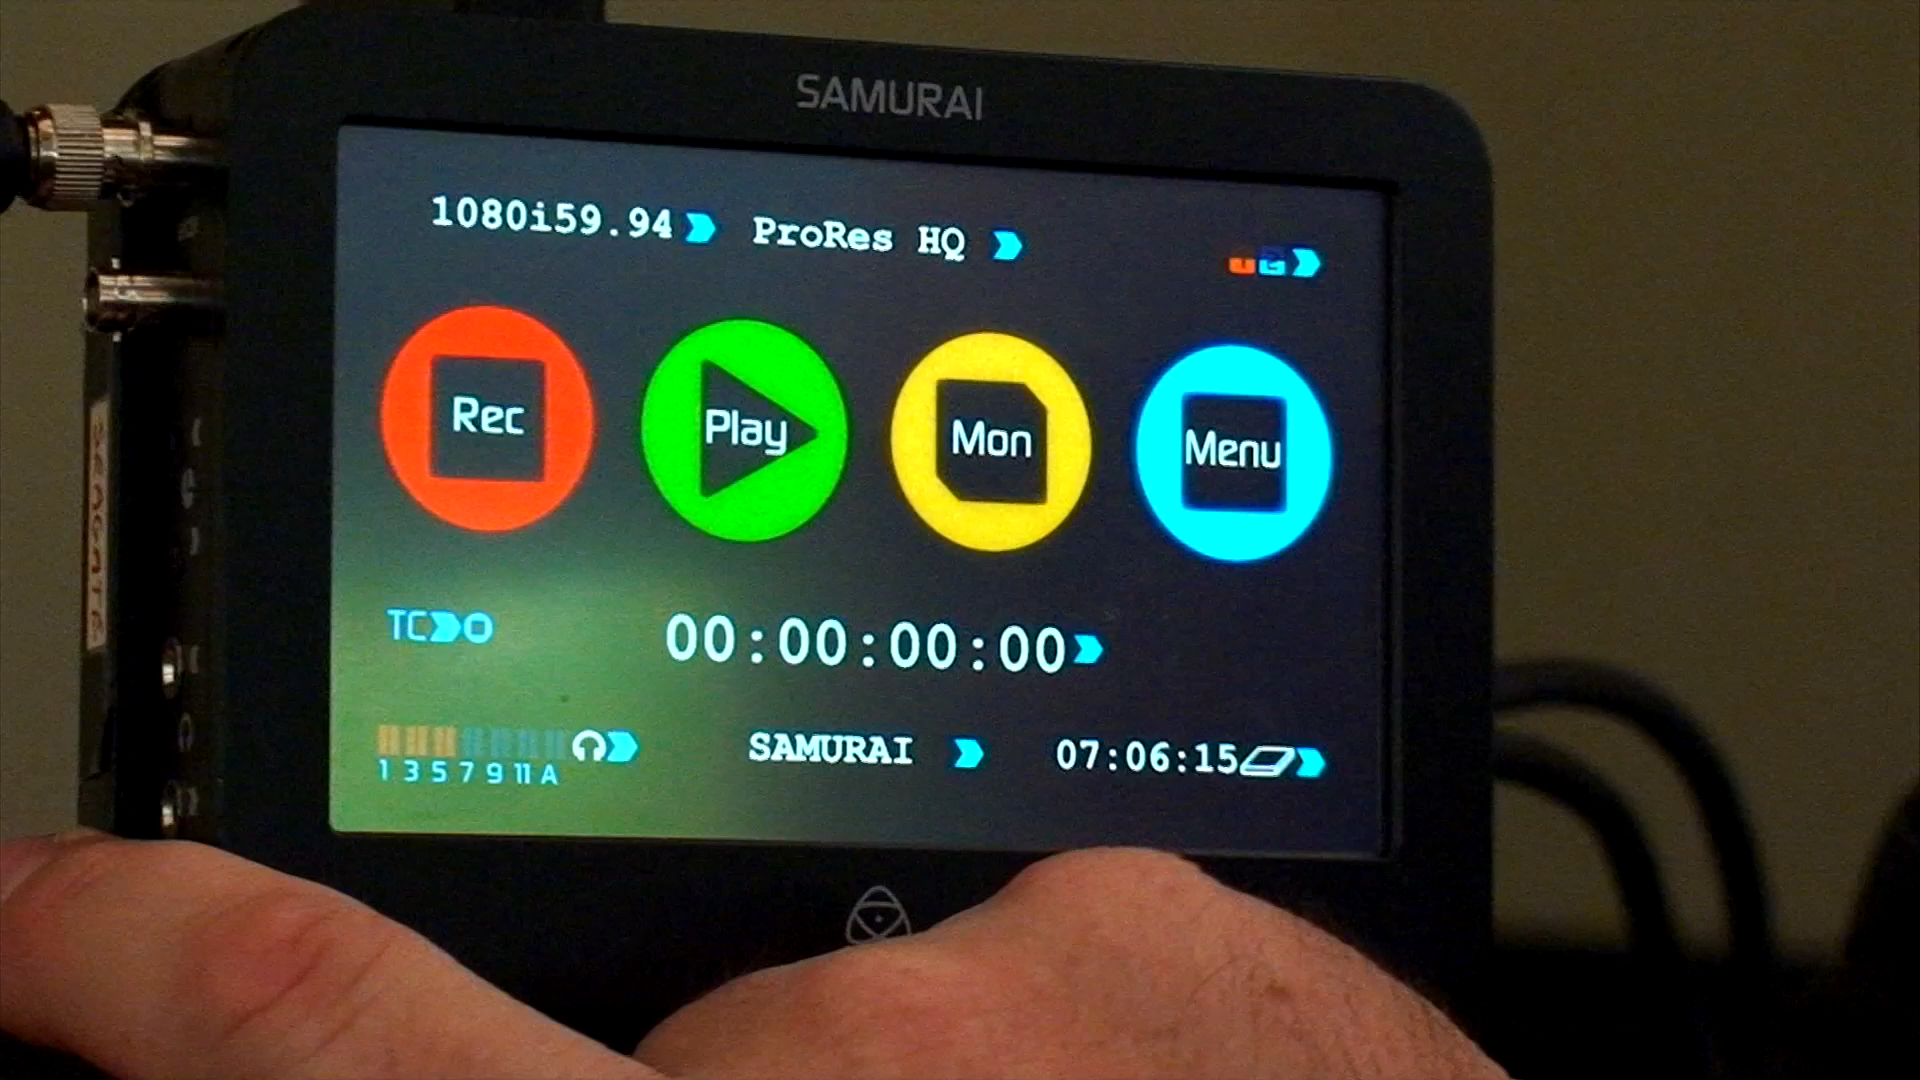 SAMURAI
1080i59.94 ProRes HQ
Rec Play Mon Menu
TC 00:00:00:00
1 3 5 7 9 11 A SAMURAI 07:06:15
SEAGATE